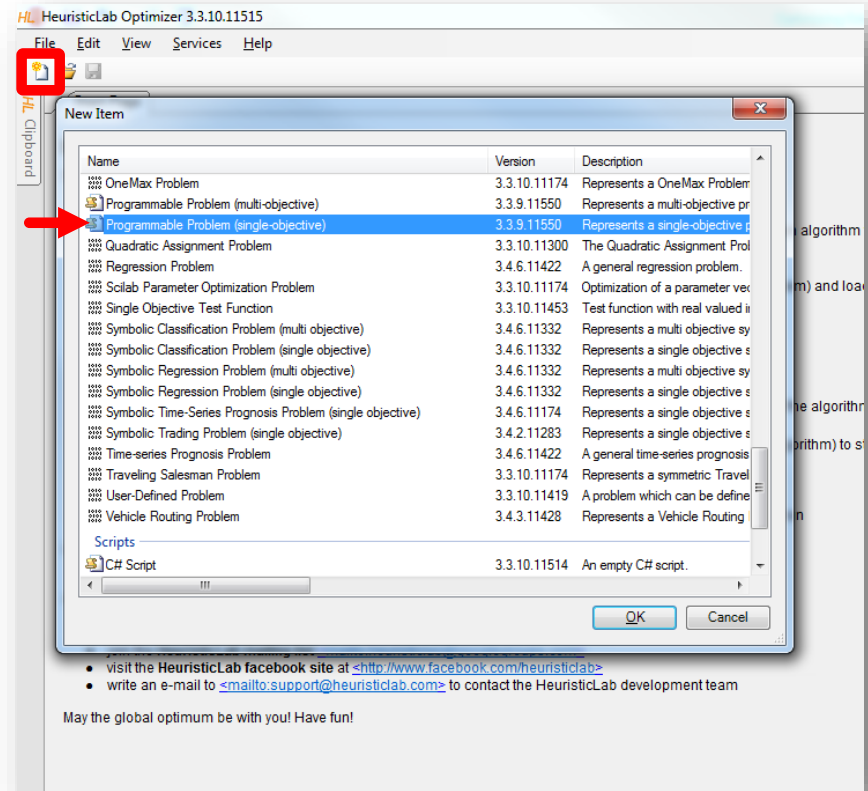 HL HeuristicLab Optimizer 3.3.10.11515
File Edit View Services Help
HL Clipboard
New Item
Name Version Description
OneMax Problem 3.3.10.11174 Represents a OneMax Problem
Programmable Problem (multi-objective) 3.3.9.11550 Represents a multi-objective pr
Programmable Problem (single-objective) 3.3.9.11550 Represents a single-objective p
algorithm
Quadratic Assignment Problem 3.3.10.11300 The Quadratic Assignment Prol
Regression Problem 3.4.6.11422 A general regression problem.
Scilab Parameter Optimization Problem 3.3.10.11174 Optimization of a parameter vec
m) and loa
Single Objective Test Function 3.3.10.11453 Test function with real valued i
Symbolic Classification Problem (multi objective) 3.4.6.11332 Represents a multi objective sy
Symbolic Classification Problem (single objective) 3.4.6.11332 Represents a single objective s
Symbolic Regression Problem (multi objective) 3.4.6.11332 Represents a multi objective sy
Symbolic Regression Problem (single objective) 3.4.6.11332 Represents a single objective s
Symbolic Time-Series Prognosis Problem (single objective) 3.4.6.11174 Represents a single objective s
he algorithm
Symbolic Trading Problem (single objective) 3.4.2.11283 Represents a single objective s
Time-series Prognosis Problem 3.4.6.11422 A general time-series prognosis
orithm) to s
Traveling Salesman Problem 3.3.10.11174 Represents a symmetric Travel
User-Defined Problem 3.3.10.11419 A problem which can be define
Vehicle Routing Problem 3.4.3.11428 Represents a Vehicle Routing
n
Scripts
C# Script 3.3.10.11514 An empty C# script.
OK Cancel
• visit the HeuristicLab facebook site at <http://www.facebook.com/heuristiclab>
• write an e-mail to <mailto:support@heuristiclab.com> to contact the HeuristicLab development team
May the global optimum be with you! Have fun!